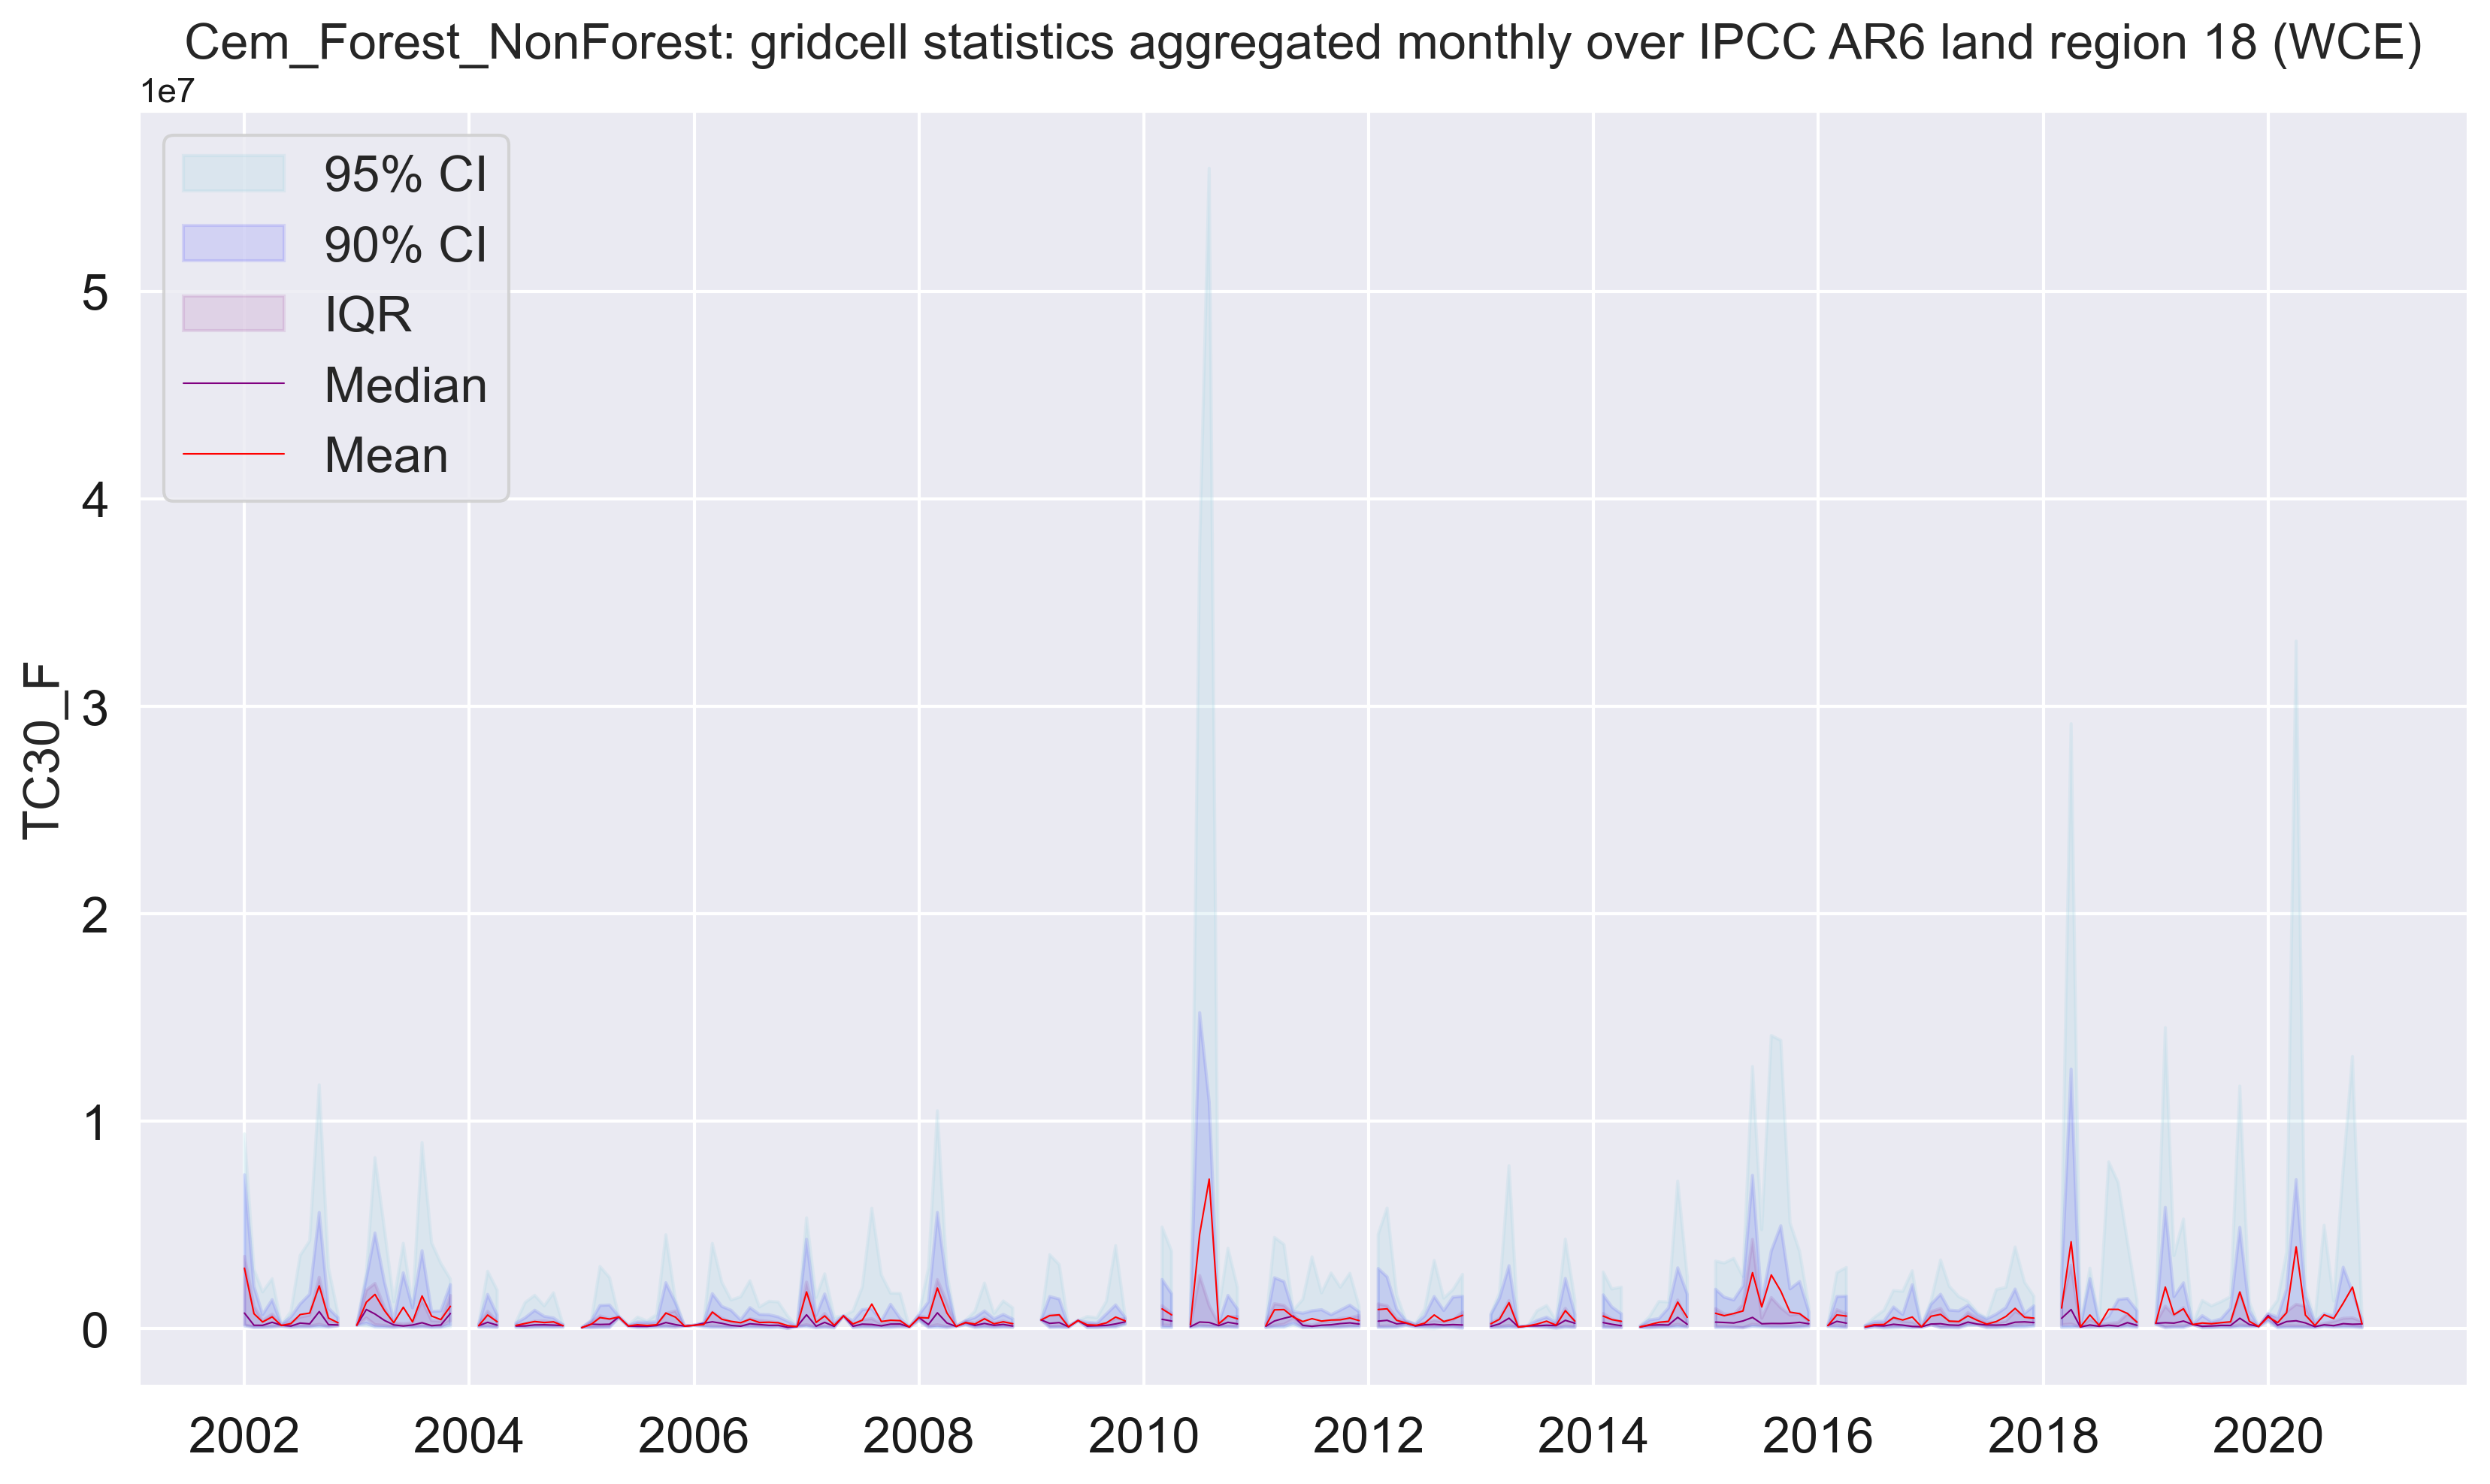 Cem_Forest_NonForest: gridcell statistics aggregated monthly over IPCC AR6 land region 18 (WCE)
1e7
95% CI
90% CI
IQR
Median
Mean
TC30_F
5
4
3
2
1
0
2002 2004 2006 2008 2010 2012 2014 2016 2018 2020